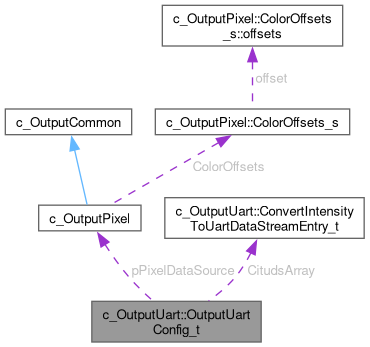 c_OutputPixel::ColorOffsets
_s::offsets
offset
c_OutputCommon
c_OutputPixel::ColorOffsets_s
ColorOffsets
c_OutputPixel
c_OutputUart::ConvertIntensity
ToUartDataStreamEntry_t
pPixelDataSource
CitudsArray
c_OutputUart::OutputUart
Config_t